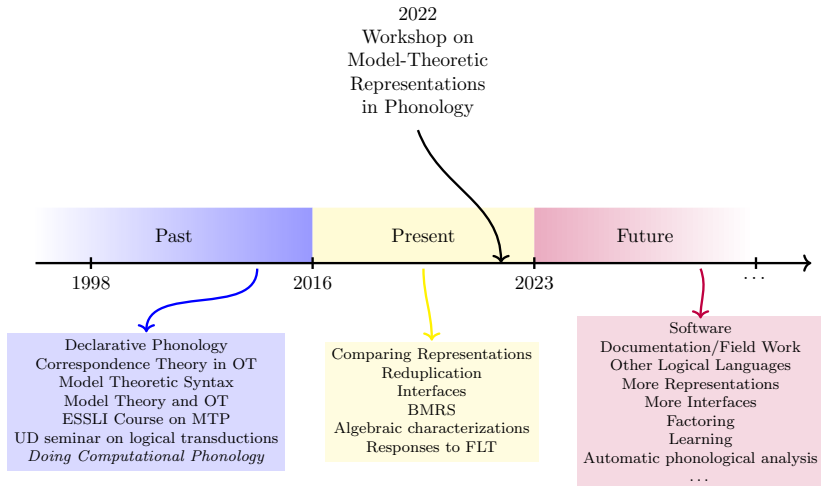 2022
Workshop on
Model-Theoretic
Representations
in Phonology
Past
Present
Future
1998
2016
2023
...
Declarative Phonology
Correspondence Theory in OT
Model Theoretic Syntax
Model Theory and OT
ESSLI Course on MTP
UD seminar on logical transductions
Doing Computational Phonology
Comparing Representations
Reduplication
Interfaces
BMRS
Algebraic characterizations
Responses to FLT
Software
Documentation/Field Work
Other Logical Languages
More Representations
More Interfaces
Factoring
Learning
Automatic phonological analysis
...